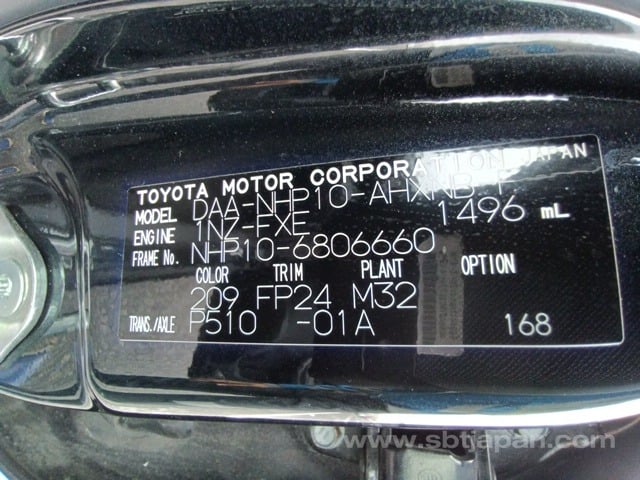 TOYOTA MOTOR CORPORATION JAPAN
MODEL DAA-NHP10-AHXNB-F
ENGINE 1NZ-FXE 1496 mL
FRAME No. NHP10-6806660
COLOR TRIM PLANT OPTION
209 FP24 M32
TRANS./AXLE P510 -01A 168
www.sbtjapan.com